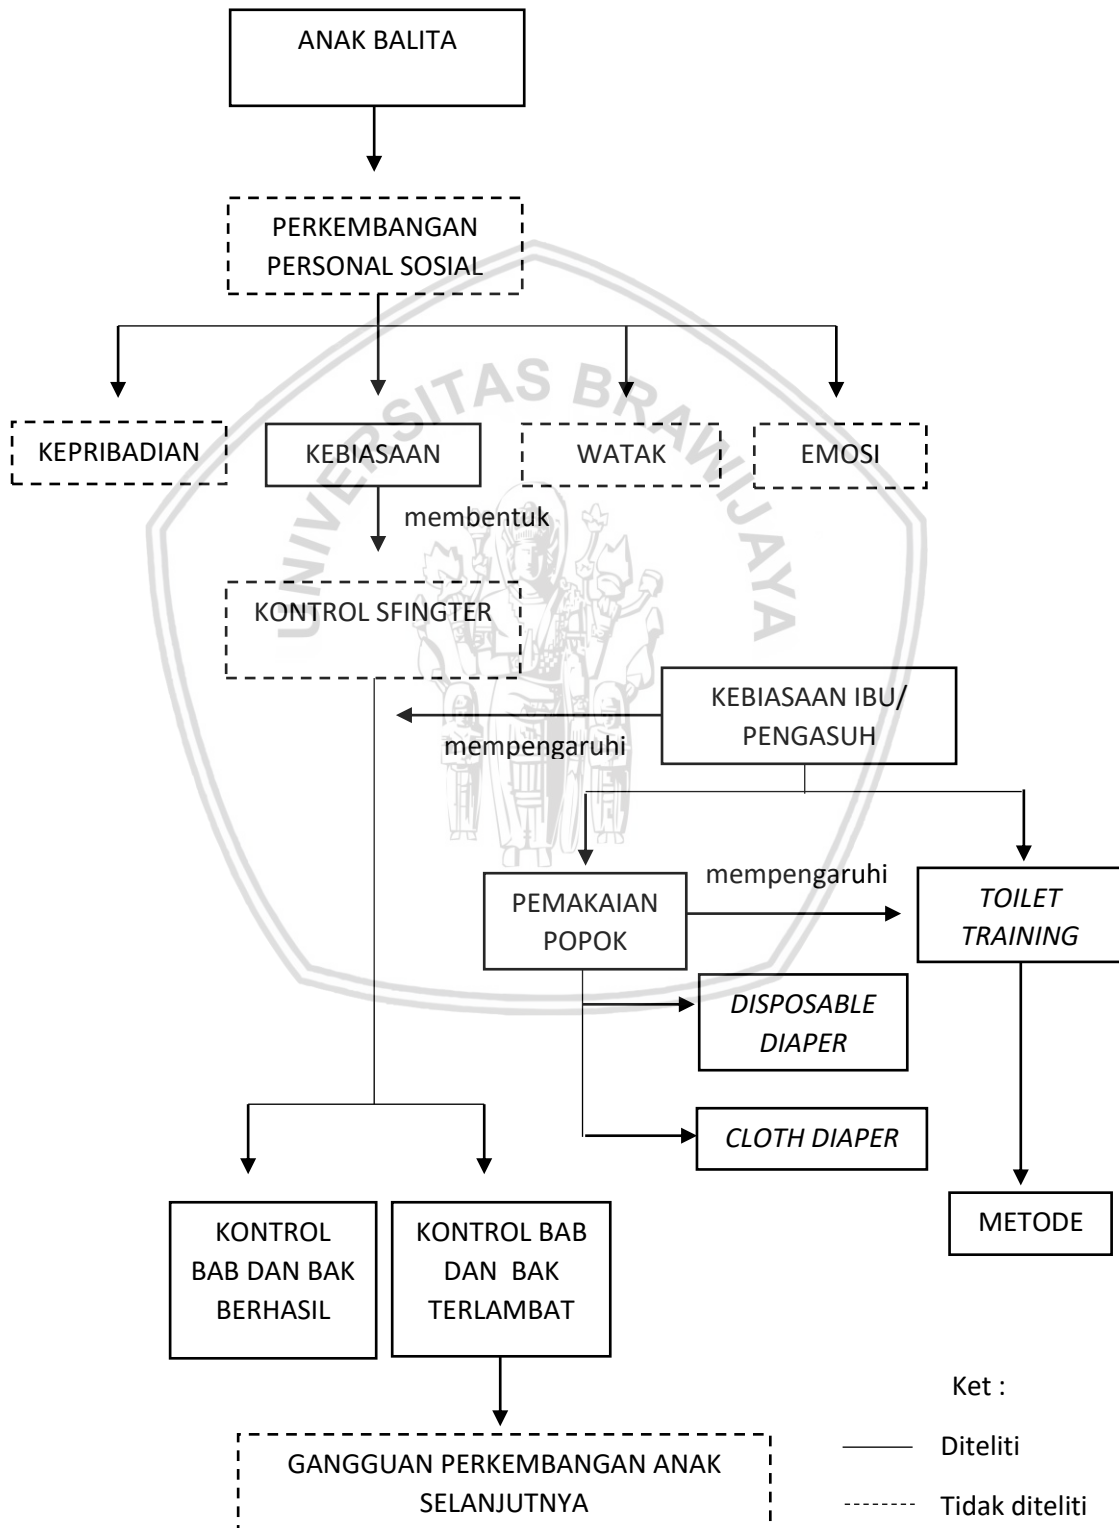 ANAK BALITA
PERKEMBANGAN
PERSONAL SOSIAL
UNIVERSITAS BRAWIJAYA
KEPRIBADIAN
KEBIASAAN
WATAK
EMOSI
membentuk
KONTROL SFINGTER
KEBIASAAN IBU/
PENGASUH
mempengaruhi
PEMAKAIAN
POPOK
mempengaruhi
TOILET
TRAINING
DISPOSABLE
DIAPER
CLOTH DIAPER
METODE
KONTROL
BAB DAN BAK
BERHASIL
KONTROL BAB
DAN BAK
TERLAMBAT
GANGGUAN PERKEMBANGAN ANAK
SELANJUTNYA
Ket :
Diteliti
Tidak diteliti